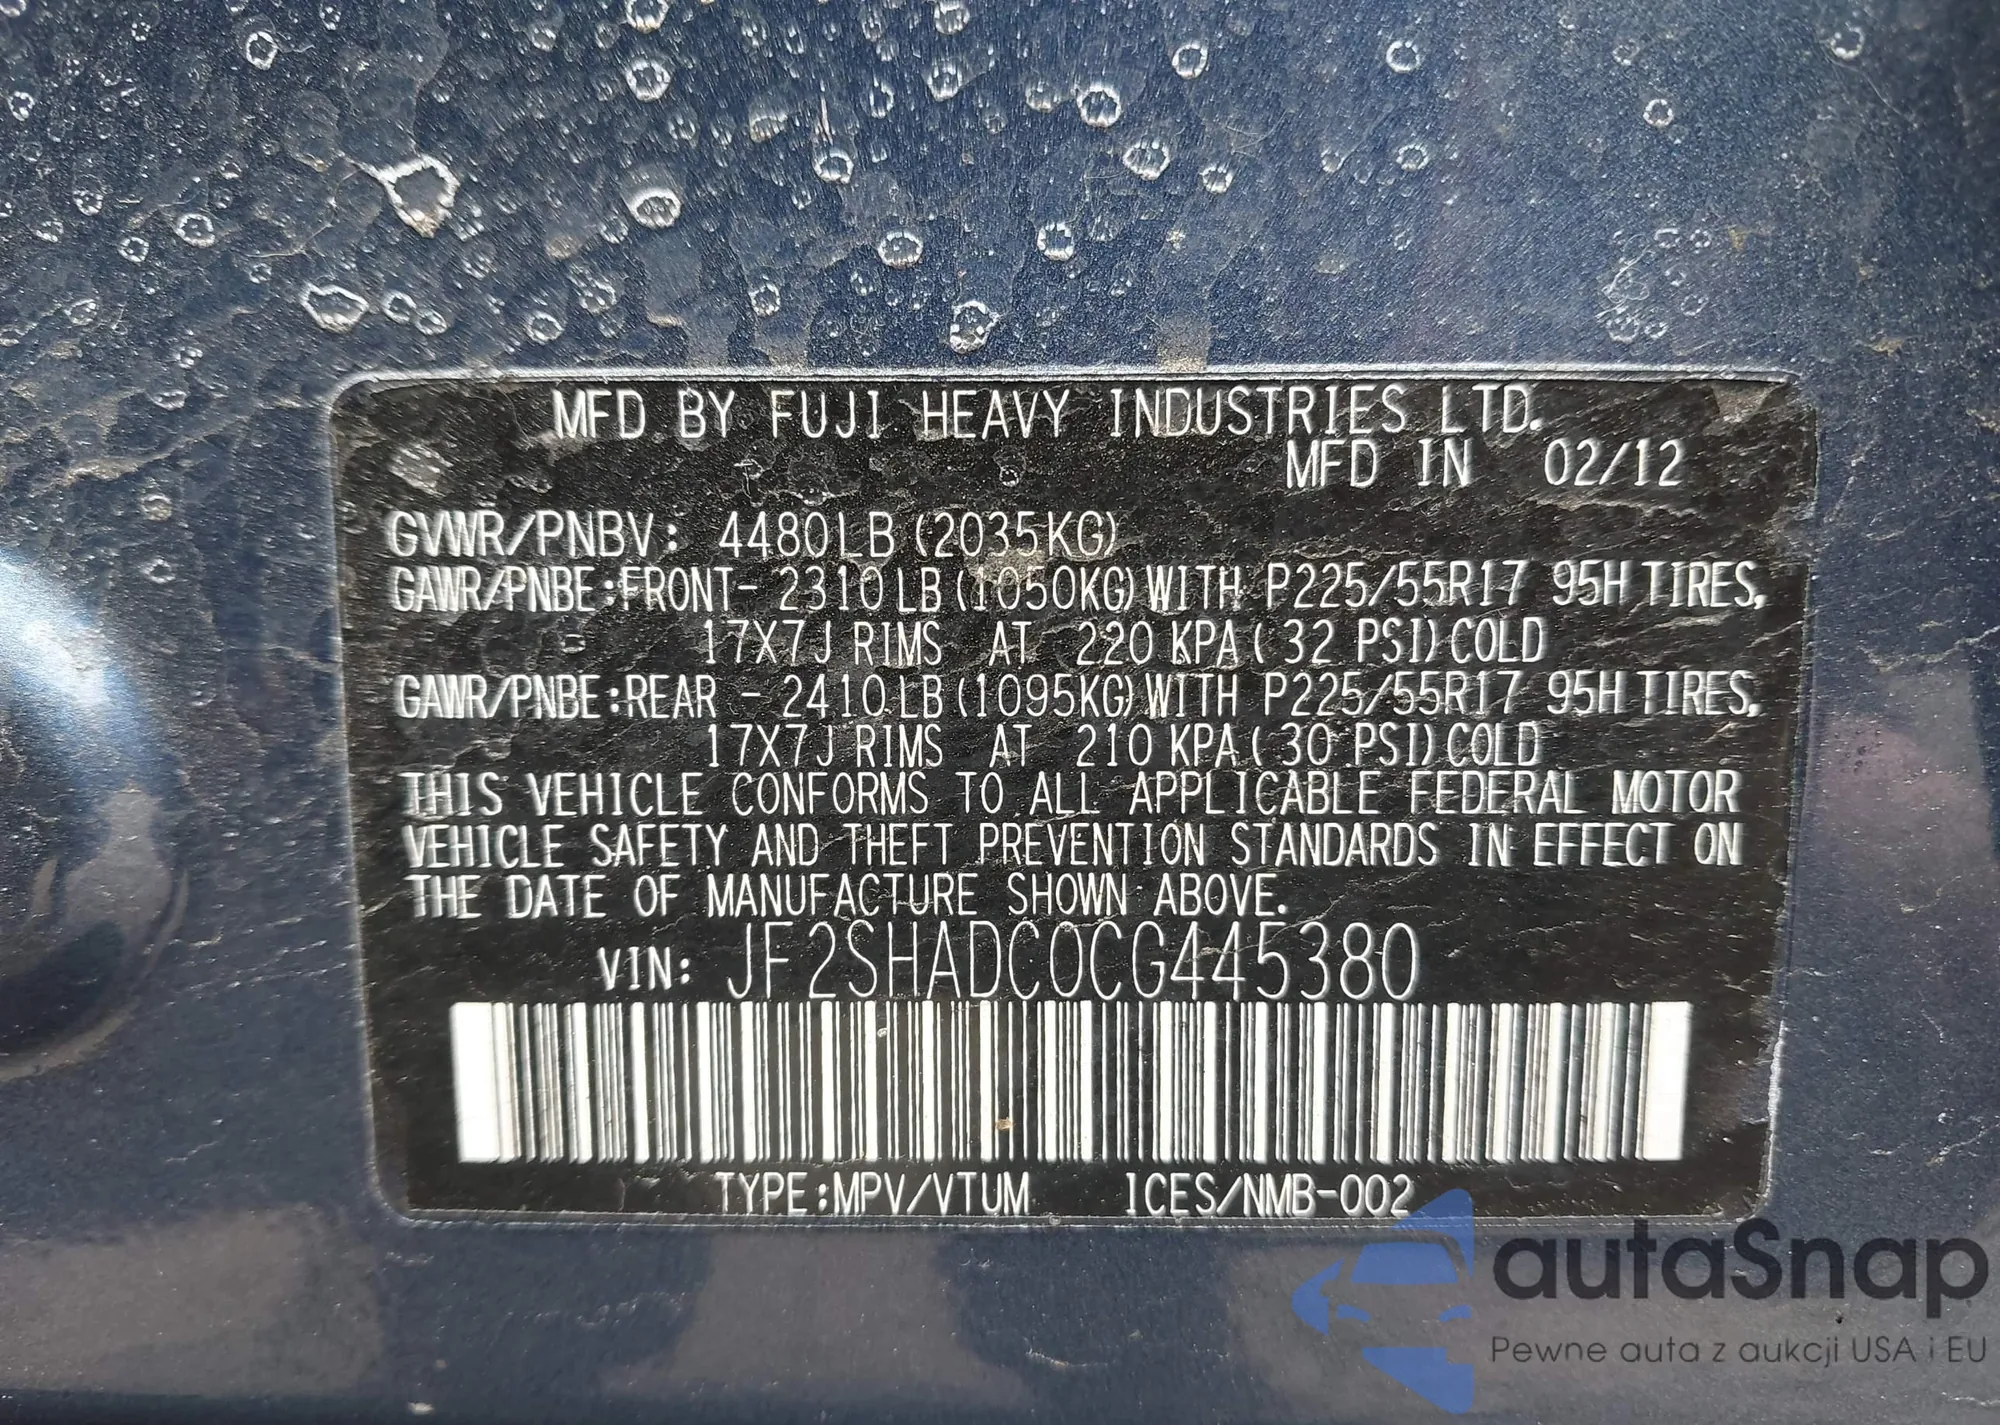 MFD BY FUJI HEAVY INDUSTRIES LTD.
MFD IN 02/12
GVWR/PNBV: 4480LB (2035KG)
GAWR/PNBE:FRONT- 2310LB (1050KG) WITH P225/55R17 95H TIRES,
17X7J RIMS AT 220 KPA ( 32 PSI) COLD
GAWR/PNBE:REAR - 2410LB (1095KG) WITH P225/55R17 95H TIRES,
17X7J RIMS AT 210 KPA ( 30 PSI) COLD
THIS VEHICLE CONFORMS TO ALL APPLICABLE FEDERAL MOTOR
VEHICLE SAFETY AND THEFT PREVENTION STANDARDS IN EFFECT ON
THE DATE OF MANUFACTURE SHOWN ABOVE.
VIN: JF2SHADC0CG445380
TYPE:MPV/VTUM ICES/NMB-002
autaSnap
Pewne auta z aukcji USA i EU